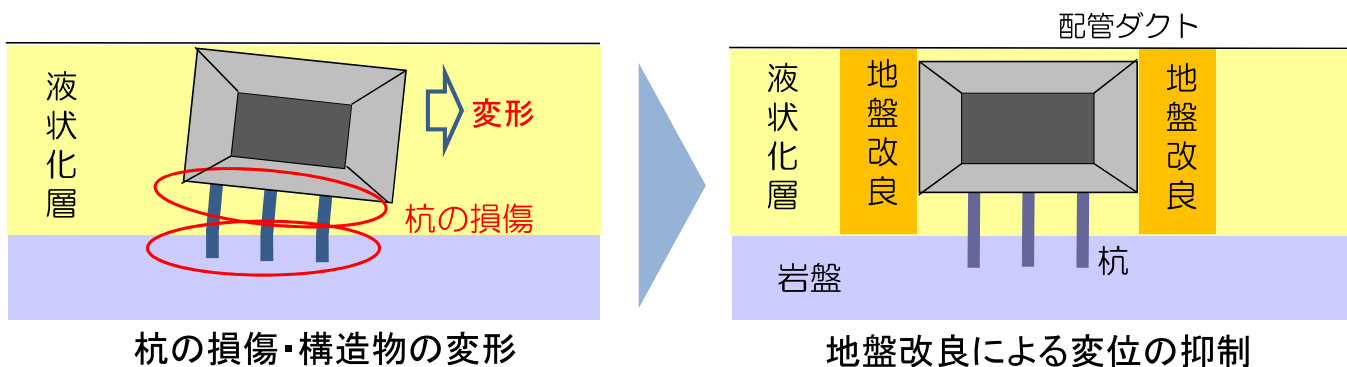 液状化層
変形
杭の損傷
杭の損傷・構造物の変形
配管ダクト
液状化層
地盤改良
地盤改良
杭
岩盤
地盤改良による変位の抑制